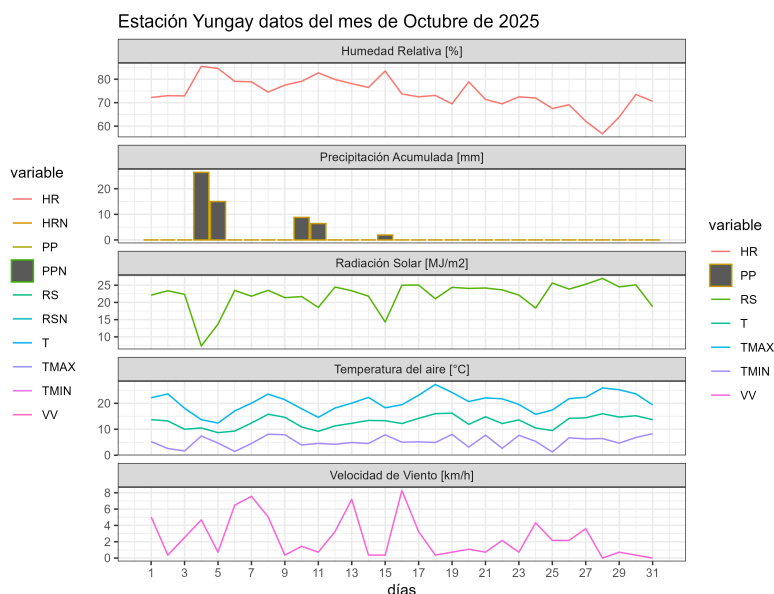 Estación Yungay datos del mes de Octubre de 2025
Humedad Relativa [%]
80
70
60
Precipitación Acumulada [mm]
20
10
0
Radiación Solar [MJ/m2]
25
20
15
10
Temperatura del aire [°C]
20
10
0
Velocidad de Viento [km/h]
8
6
4
2
0
1 3 5 7 9 11 13 15 17 19 21 23 25 27 29 31
días
variable
HR
HRN
PP
PPN
RS
RSN
T
TMAX
TMIN
VV
variable
HR
PP
RS
T
TMAX
TMIN
VV